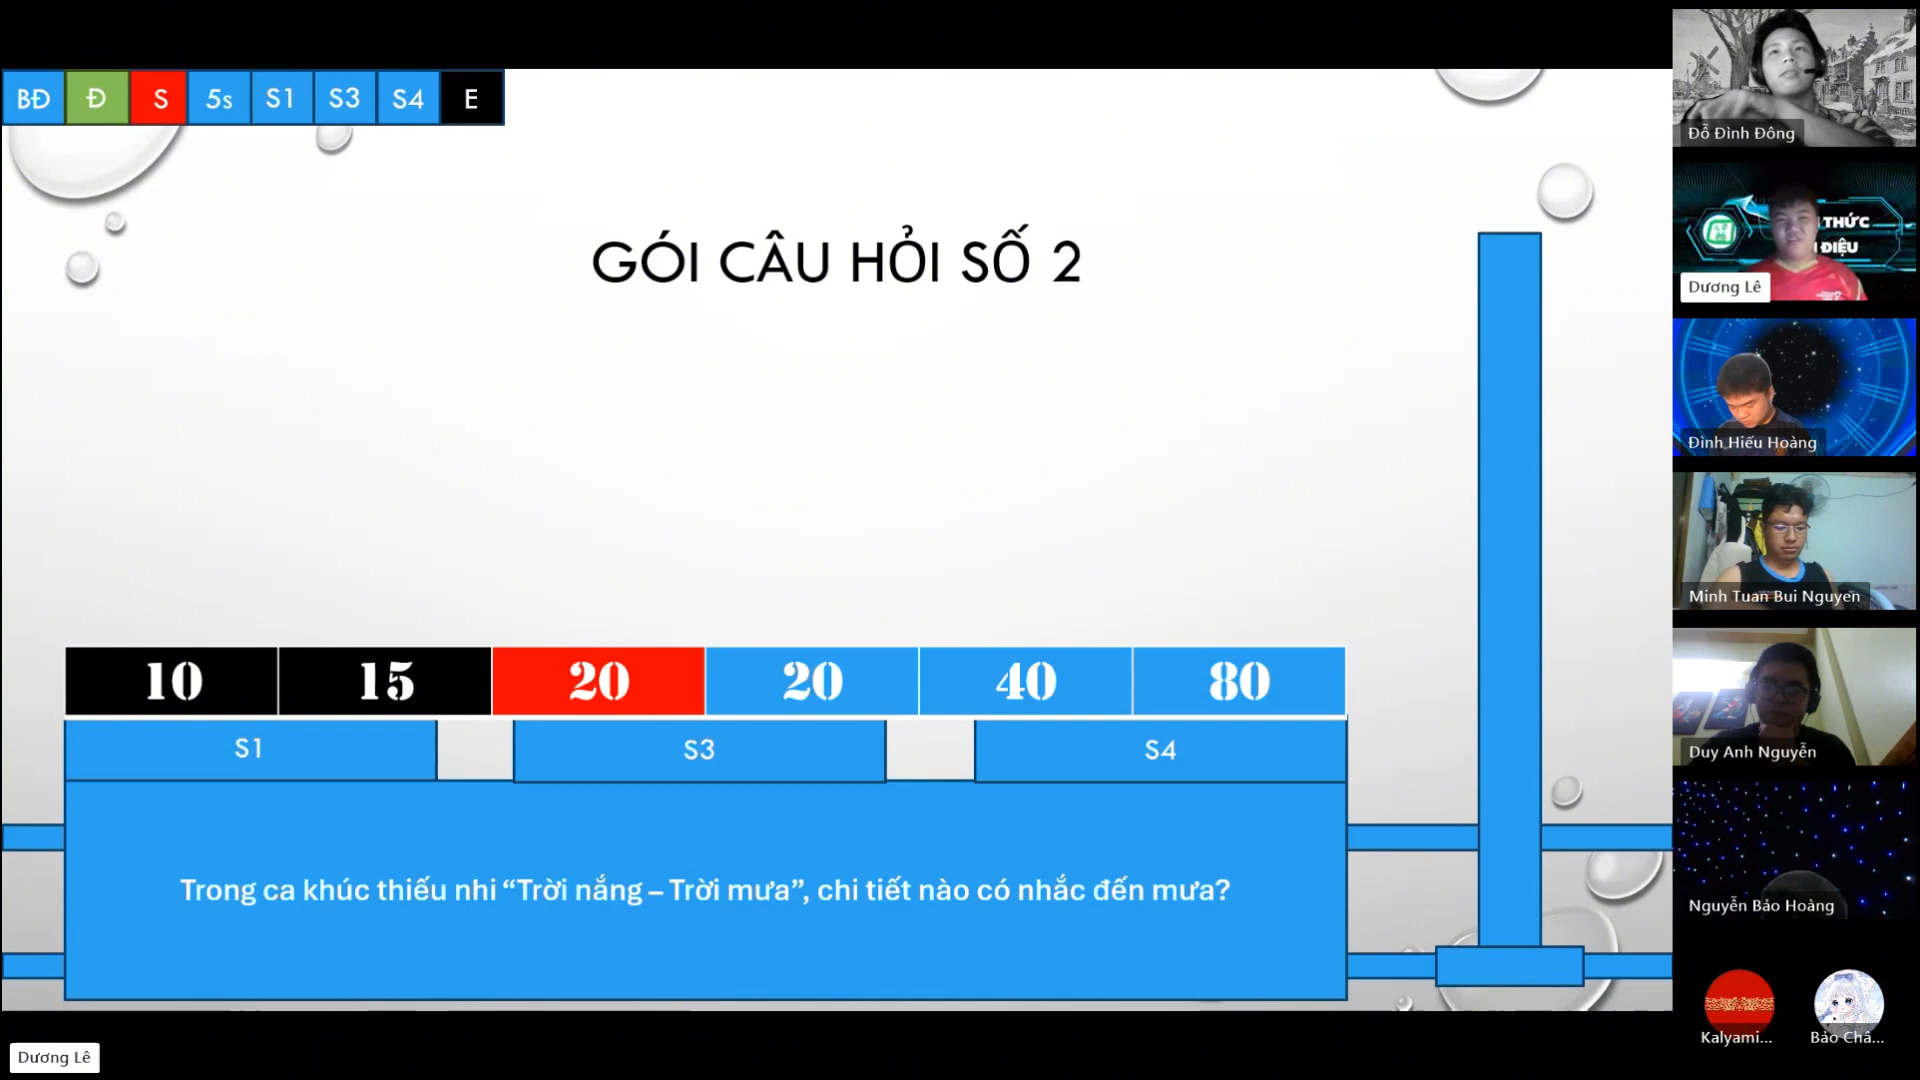 BĐ Đ S 5s S1 S3 S4 E
GÓI CÂU HỎI SỐ 2
10 15 20 20 40 80
S1 S3 S4
Trong ca khúc thiếu nhi “Trời nắng – Trời mưa”, chi tiết nào có nhắc đến mưa?
Dương Lê
Đỗ Đình Đông
THỨC
ĐIỆU
Dương Lê
Đình Hiếu Hoàng
Minh Tuan Bui Nguyen
Duy Anh Nguyễn
Nguyễn Bảo Hoàng
Kalyami... Bảo Châ...